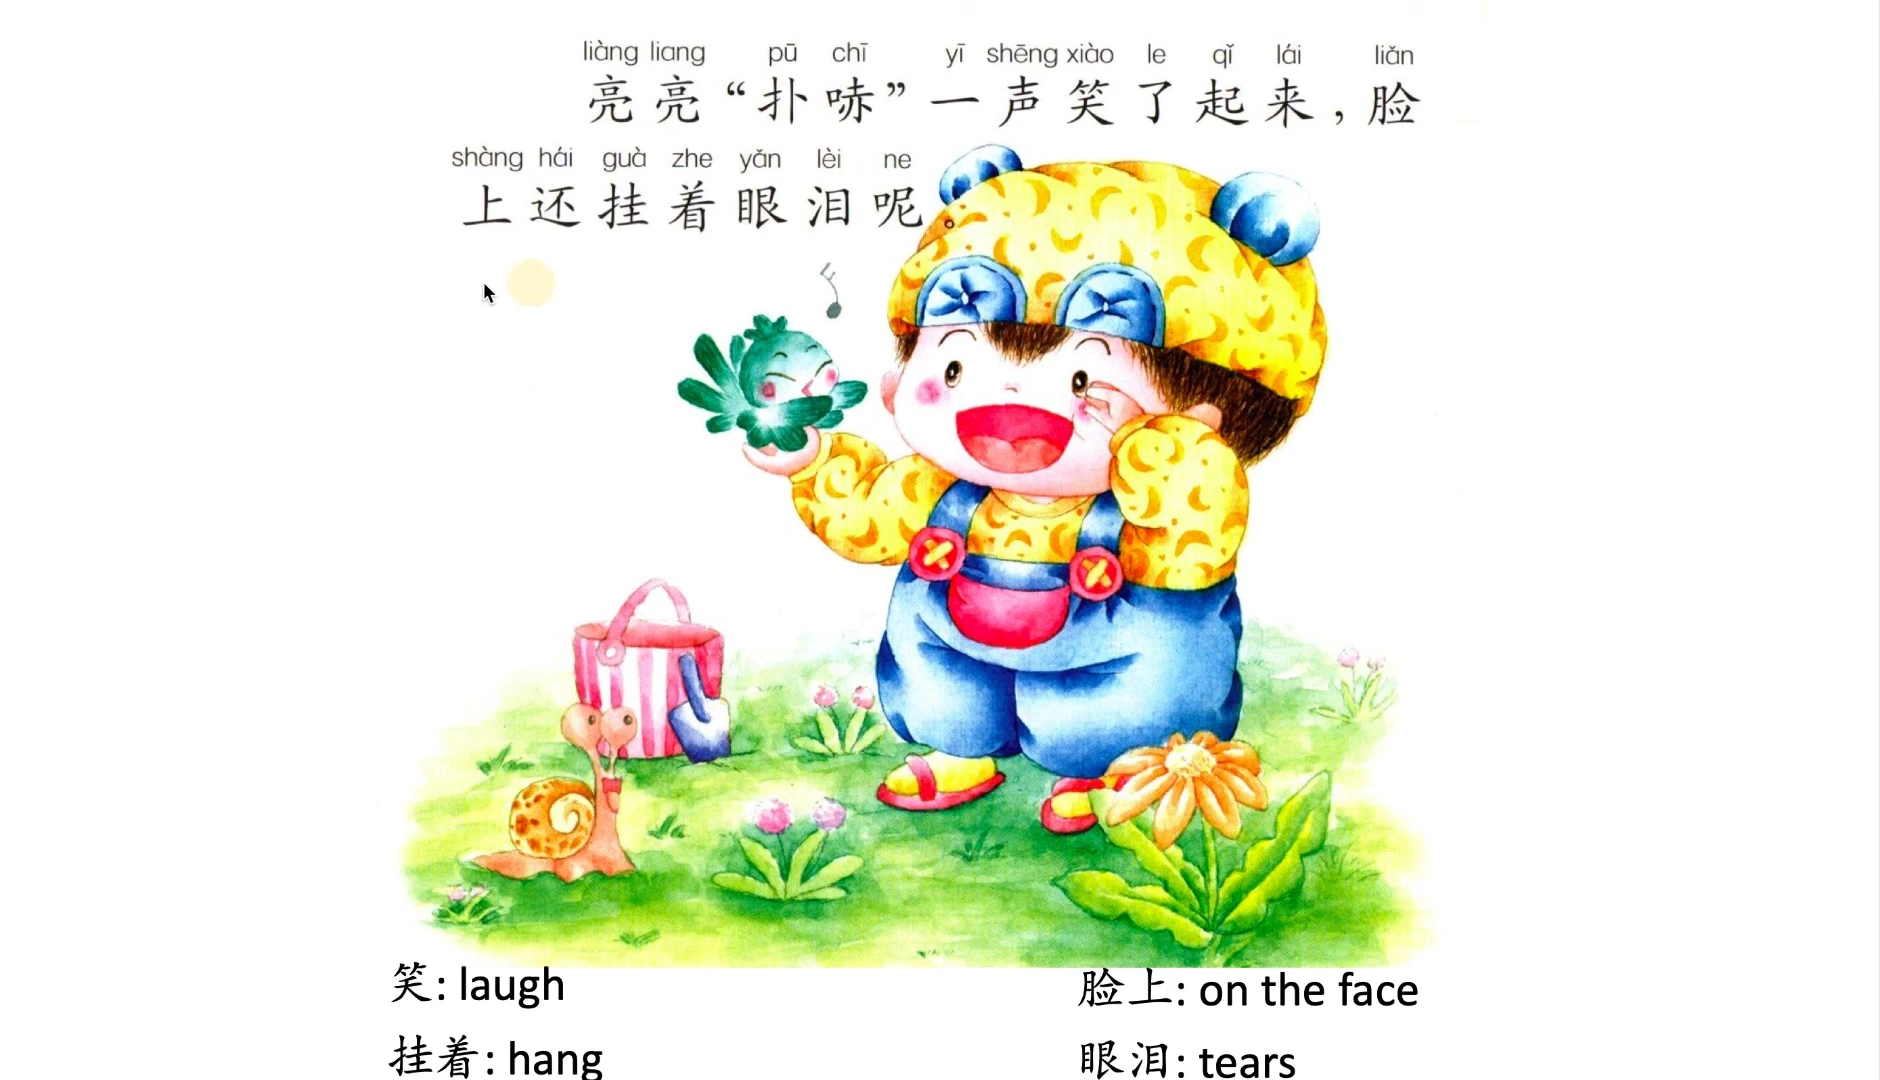 liàng liang pū chī yī shēng xiào le qǐ lái liǎn
亮亮“扑哧”一声笑了起来，脸
shàng hái guà zhe yǎn lèi ne
上还挂着眼泪呢。
笑: laugh
脸上: on the face
挂着: hang
眼泪: tears